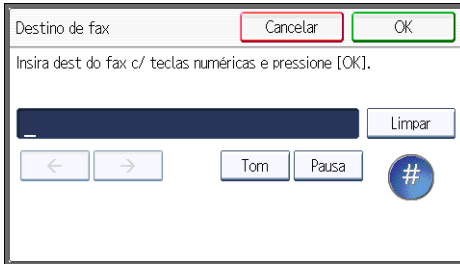 Destino de fax Cancelar OK
Insira dest do fax c/ teclas numéricas e pressione [OK].
_ Limpar
← → Tom Pausa #